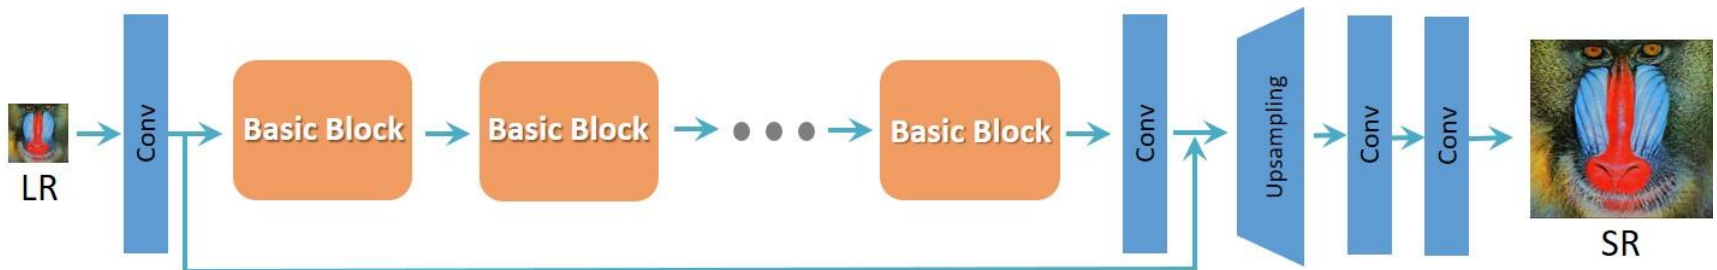 LR
Conv
Basic Block
Basic Block
Basic Block
Conv
Upsampling
Conv
Conv
SR